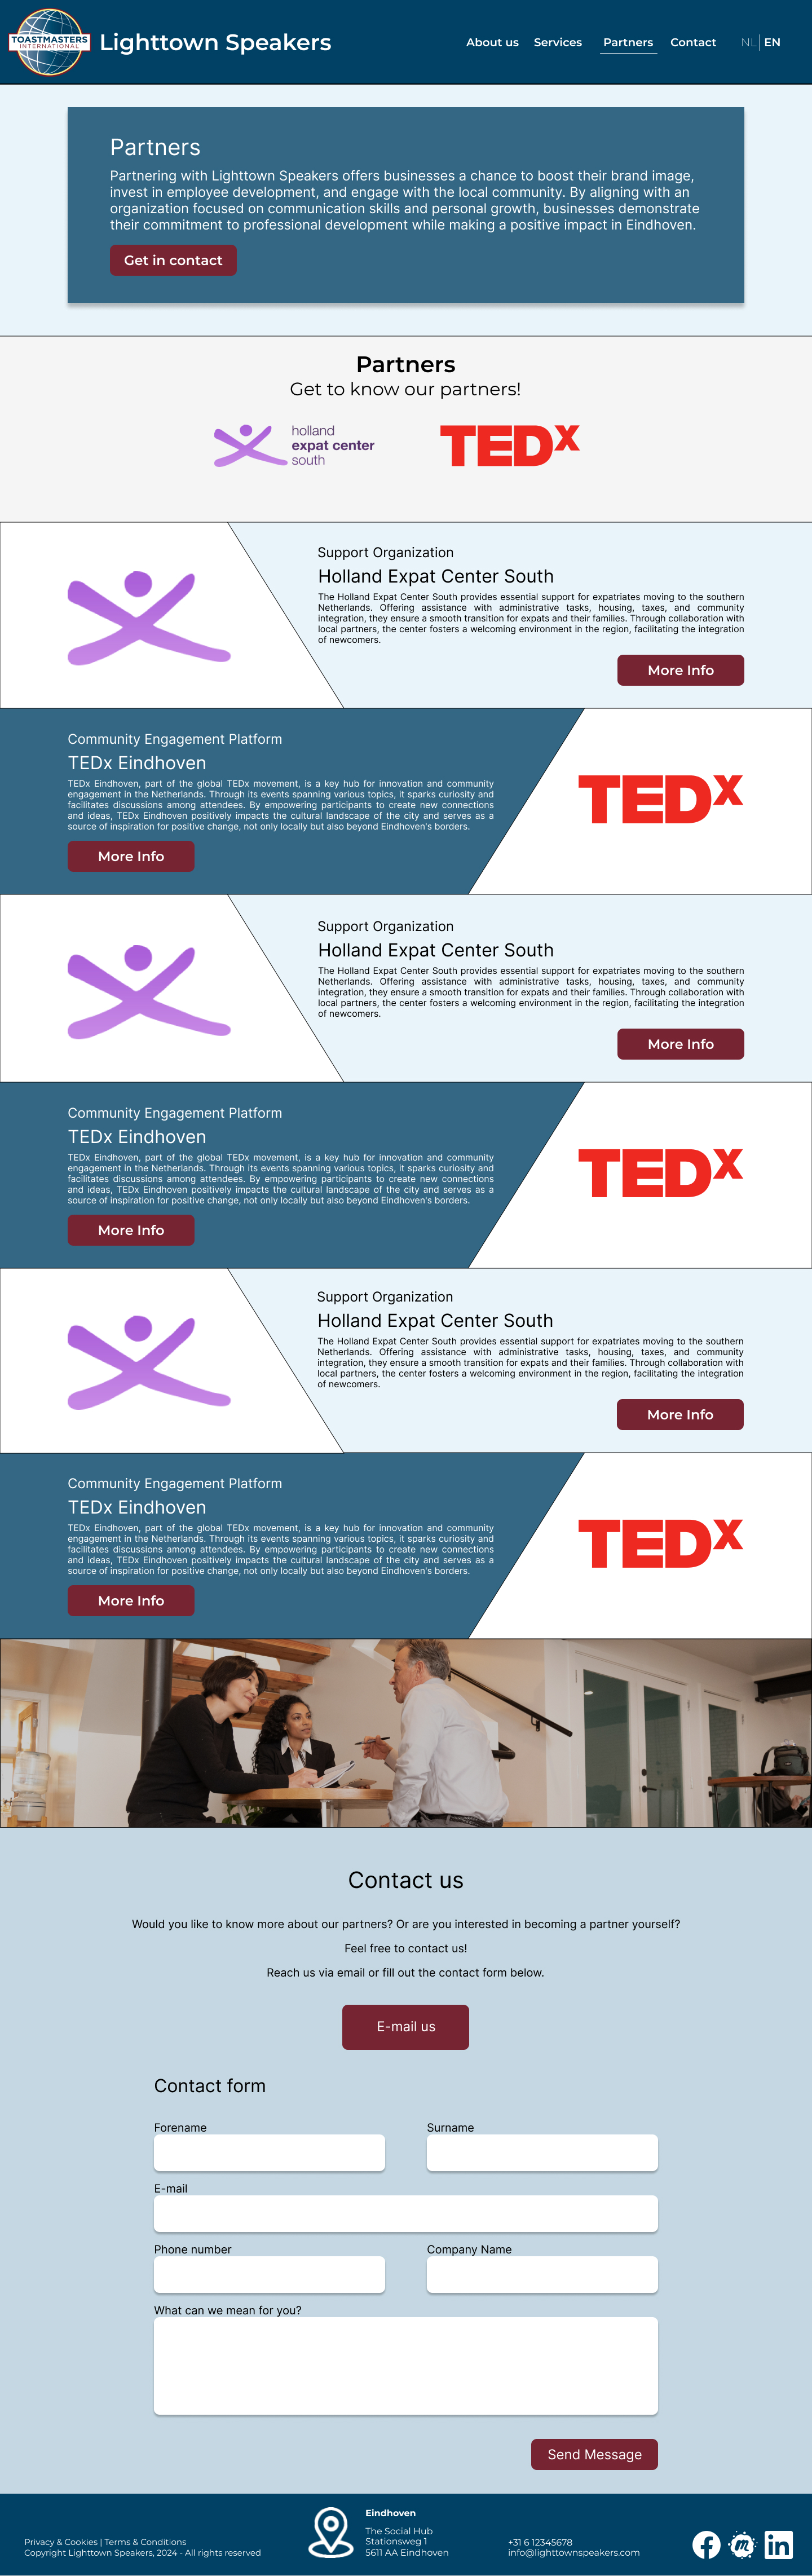 TOASTMASTERS
INTERNATIONAL
Lighttown Speakers
About us Services Partners Contact NL EN
Partners
Partnering with Lighttown Speakers offers businesses a chance to boost their brand image,
invest in employee development, and engage with the local community. By aligning with an
organization focused on communication skills and personal growth, businesses demonstrate
their commitment to professional development while making a positive impact in Eindhoven.
Get in contact
Partners
Get to know our partners!
holland
expat center
south
TEDx
Support Organization
Holland Expat Center South
The Holland Expat Center South provides essential support for expatriates moving to the southern
Netherlands. Offering assistance with administrative tasks, housing, taxes, and community
integration, they ensure a smooth transition for expats and their families. Through collaboration with
local partners, the center fosters a welcoming environment in the region, facilitating the integration
of newcomers.
More Info
Community Engagement Platform
TEDx Eindhoven
TEDx Eindhoven, part of the global TEDx movement, is a key hub for innovation and community
engagement in the Netherlands. Through its events spanning various topics, it sparks curiosity and
facilitates discussions among attendees. By empowering participants to create new connections
and ideas, TEDx Eindhoven positively impacts the cultural landscape of the city and serves as a
source of inspiration for positive change, not only locally but also beyond Eindhoven's borders.
More Info
TEDx
Support Organization
Holland Expat Center South
The Holland Expat Center South provides essential support for expatriates moving to the southern
Netherlands. Offering assistance with administrative tasks, housing, taxes, and community
integration, they ensure a smooth transition for expats and their families. Through collaboration with
local partners, the center fosters a welcoming environment in the region, facilitating the integration
of newcomers.
More Info
Community Engagement Platform
TEDx Eindhoven
TEDx Eindhoven, part of the global TEDx movement, is a key hub for innovation and community
engagement in the Netherlands. Through its events spanning various topics, it sparks curiosity and
facilitates discussions among attendees. By empowering participants to create new connections
and ideas, TEDx Eindhoven positively impacts the cultural landscape of the city and serves as a
source of inspiration for positive change, not only locally but also beyond Eindhoven's borders.
More Info
TEDx
Support Organization
Holland Expat Center South
The Holland Expat Center South provides essential support for expatriates moving to the southern
Netherlands. Offering assistance with administrative tasks, housing, taxes, and community
integration, they ensure a smooth transition for expats and their families. Through collaboration with
local partners, the center fosters a welcoming environment in the region, facilitating the integration
of newcomers.
More Info
Community Engagement Platform
TEDx Eindhoven
TEDx Eindhoven, part of the global TEDx movement, is a key hub for innovation and community
engagement in the Netherlands. Through its events spanning various topics, it sparks curiosity and
facilitates discussions among attendees. By empowering participants to create new connections
and ideas, TEDx Eindhoven positively impacts the cultural landscape of the city and serves as a
source of inspiration for positive change, not only locally but also beyond Eindhoven's borders.
More Info
TEDx
Contact us
Would you like to know more about our partners? Or are you interested in becoming a partner yourself?
Feel free to contact us!
Reach us via email or fill out the contact form below.
E-mail us
Contact form
Forename Surname
E-mail
Phone number Company Name
What can we mean for you?
Send Message
Privacy & Cookies | Terms & Conditions
Copyright Lighttown Speakers, 2024 - All rights reserved
Eindhoven
The Social Hub
Stationsweg 1
5611 AA Eindhoven
+31 6 12345678
info@lighttownspeakers.com